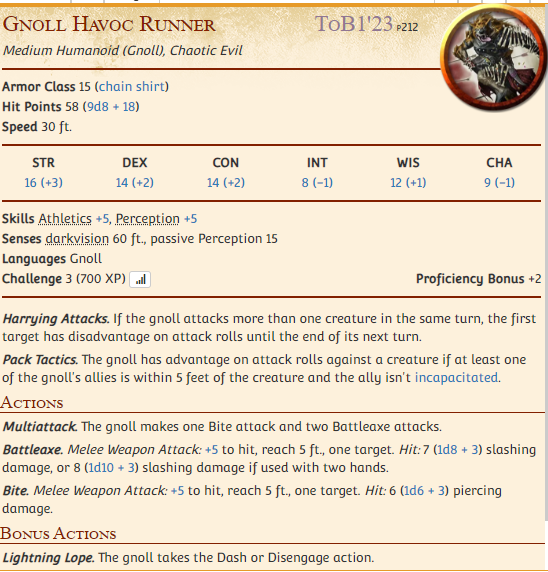 Gnoll Havoc Runner ToB1'23 p212
Medium Humanoid (Gnoll), Chaotic Evil
Armor Class 15 (chain shirt)
Hit Points 58 (9d8 + 18)
Speed 30 ft.
STR DEX CON INT WIS CHA
16 (+3) 14 (+2) 14 (+2) 8 (−1) 12 (+1) 9 (−1)
Skills Athletics +5, Perception +5
Senses darkvision 60 ft., passive Perception 15
Languages Gnoll
Challenge 3 (700 XP) Proficiency Bonus +2
Harrying Attacks. If the gnoll attacks more than one creature in the same turn, the first
target has disadvantage on attack rolls until the end of its next turn.
Pack Tactics. The gnoll has advantage on attack rolls against a creature if at least one
of the gnoll's allies is within 5 feet of the creature and the ally isn't incapacitated.
Actions
Multiattack. The gnoll makes one Bite attack and two Battleaxe attacks.
Battleaxe. Melee Weapon Attack: +5 to hit, reach 5 ft., one target. Hit: 7 (1d8 + 3) slashing
damage, or 8 (1d10 + 3) slashing damage if used with two hands.
Bite. Melee Weapon Attack: +5 to hit, reach 5 ft., one target. Hit: 6 (1d6 + 3) piercing
damage.
Bonus Actions
Lightning Lope. The gnoll takes the Dash or Disengage action.